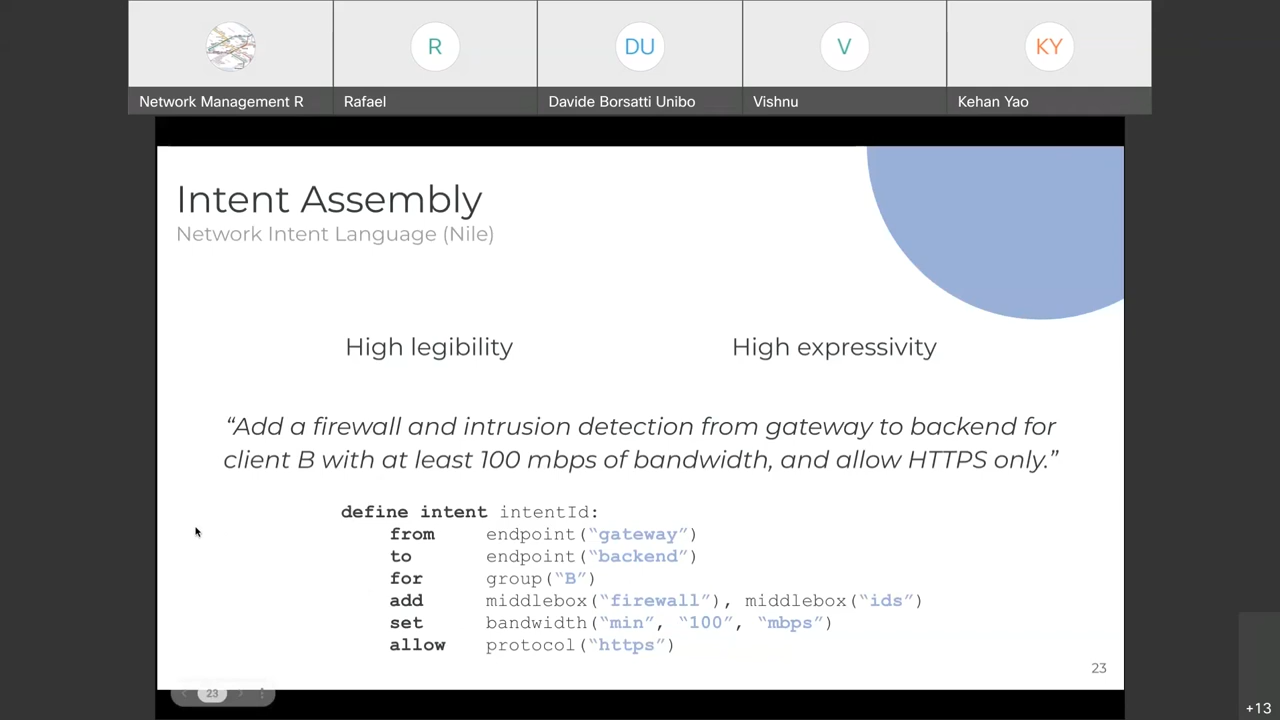 R
DU
V
KY
Network Management R
Rafael
Davide Borsatti Unibo
Vishnu
Kehan Yao
Intent Assembly
Network Intent Language (Nile)
High legibility
High expressivity
“Add a firewall and intrusion detection from gateway to backend for
client B with at least 100 mbps of bandwidth, and allow HTTPS only.”
define intent intentId:
from endpoint(“gateway”)
to endpoint(“backend”)
for group(“B”)
add middlebox(“firewall”), middlebox(“ids”)
set bandwidth(“min”, “100”, “mbps”)
allow protocol(“https”)
23
23
+13